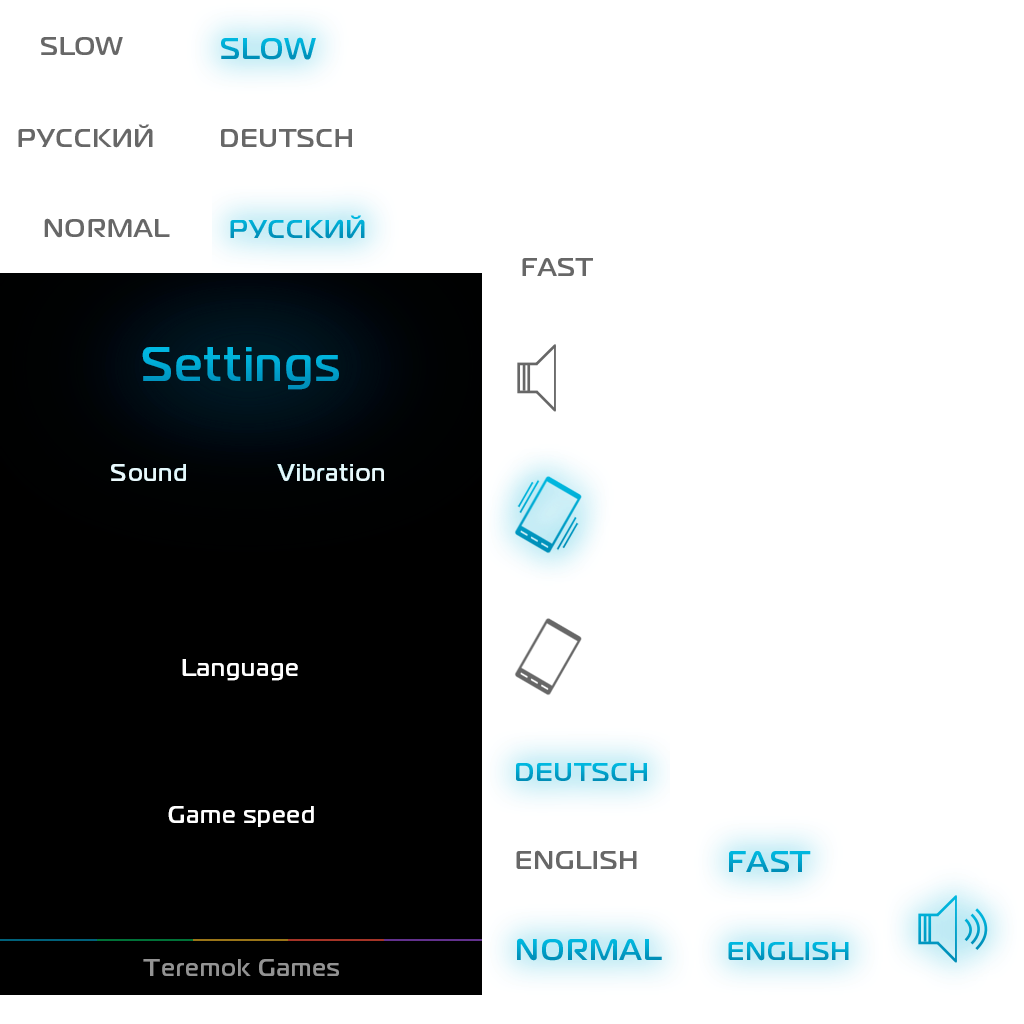 SLOW SLOW
РУССКИЙ DEUTSCH
NORMAL РУССКИЙ
FAST
Settings
Sound Vibration
Language
Game speed
Teremok Games
DEUTSCH
ENGLISH FAST
NORMAL ENGLISH